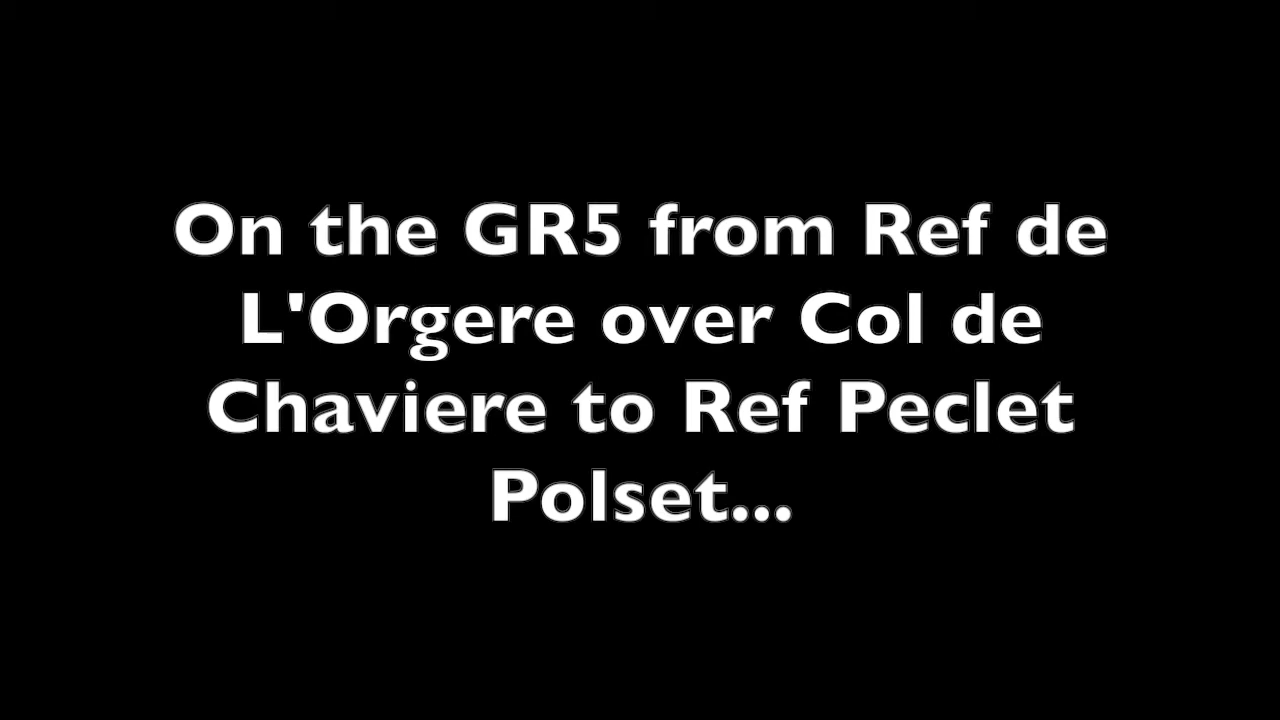 On the GR5 from Ref de
L'Orgere over Col de
Chaviere to Ref Peclet
Polset...